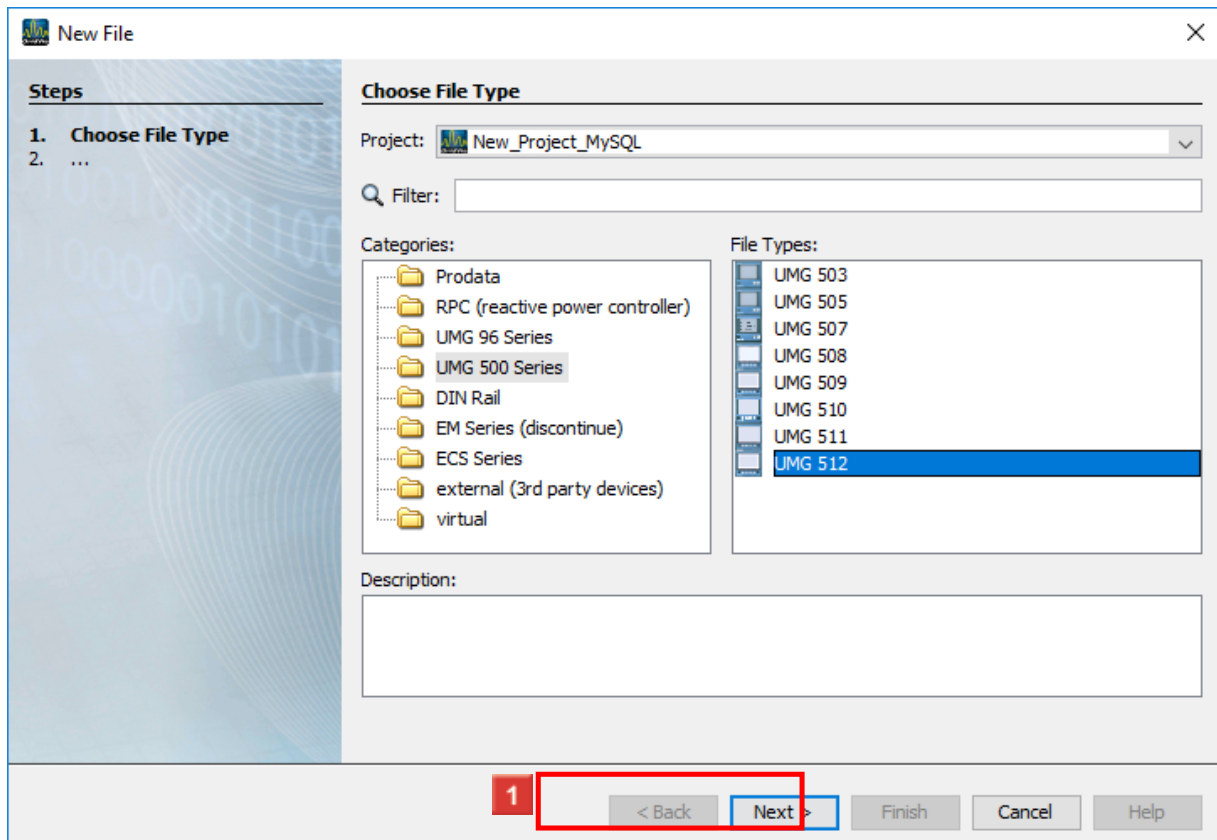 New File
Steps
1. Choose File Type
2. ...
Choose File Type
Project: New_Project_MySQL
Filter:
Categories:
Prodata
RPC (reactive power controller)
UMG 96 Series
UMG 500 Series
DIN Rail
EM Series (discontinue)
ECS Series
external (3rd party devices)
virtual
File Types:
UMG 503
UMG 505
UMG 507
UMG 508
UMG 509
UMG 510
UMG 511
UMG 512
Description:
1
< Back Next > Finish Cancel Help